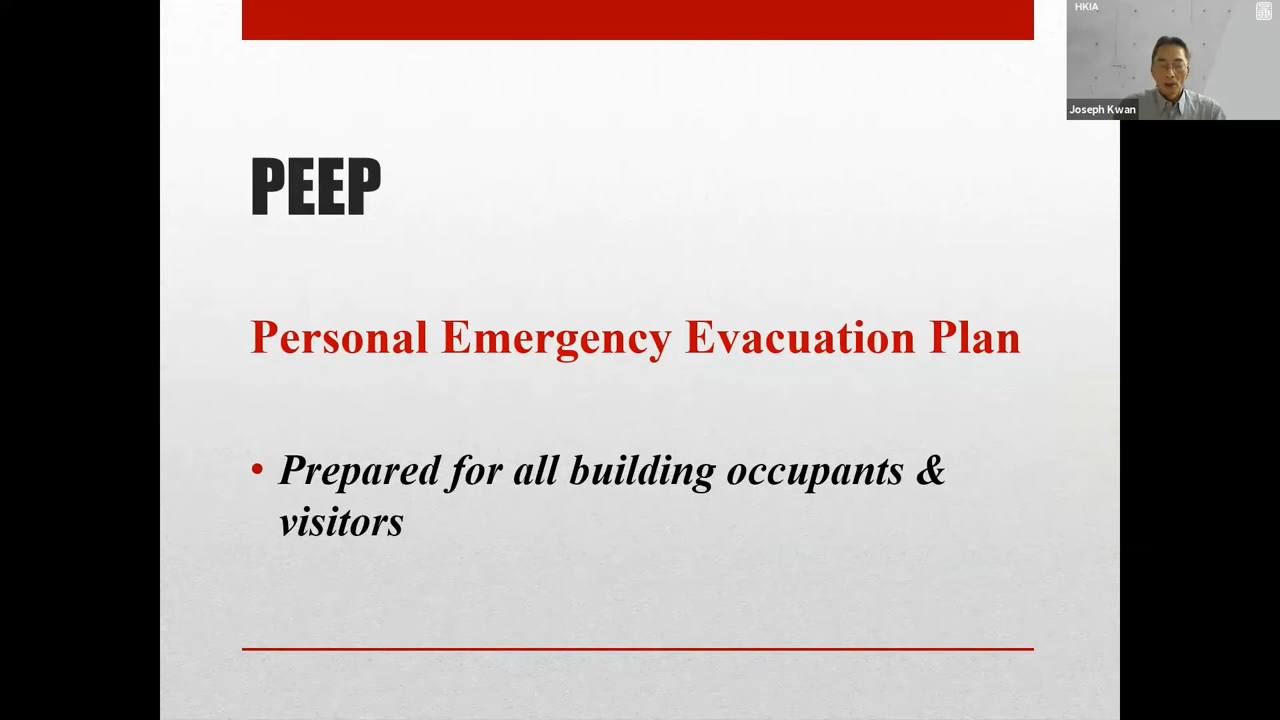 HKIA
Joseph Kwan
PEEP
Personal Emergency Evacuation Plan
• Prepared for all building occupants &
visitors